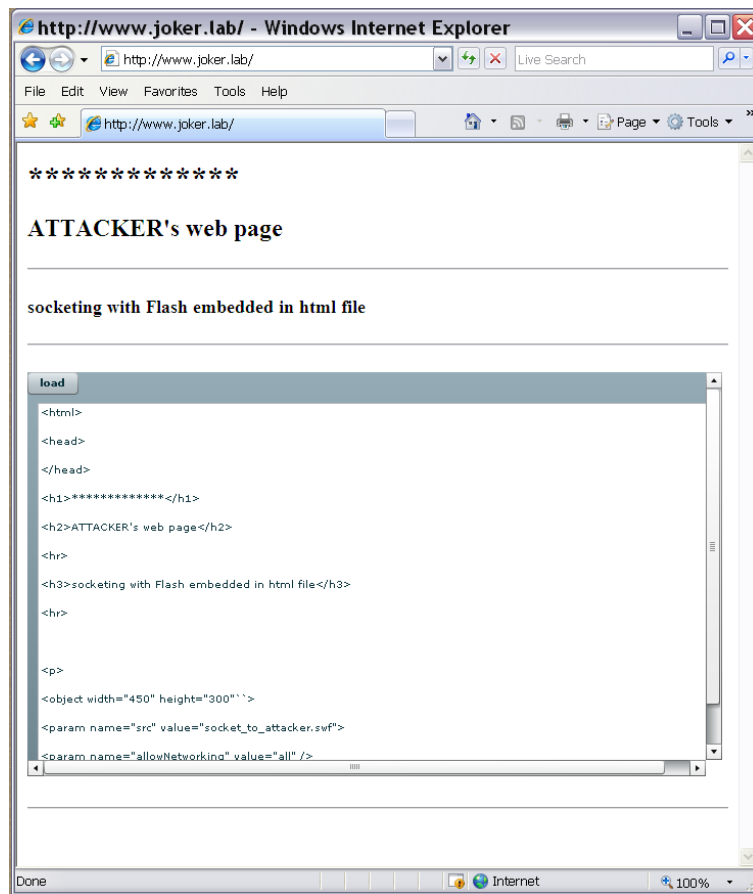 http://www.joker.lab/ - Windows Internet Explorer
http://www.joker.lab/
Live Search
File Edit View Favorites Tools Help
http://www.joker.lab/
Page Tools »
*************
ATTACKER's web page
socketing with Flash embedded in html file
load
<html>
<head>
</head>
<h1>*************</h1>
<h2>ATTACKER's web page</h2>
<hr>
<h3>socketing with Flash embedded in html file</h3>
<hr>
<p>
<object width="450" height="300"``>
<param name="src" value="socket_to_attacker.swf">
<param name="allowNetworking" value="all" />
Done
Internet
100%